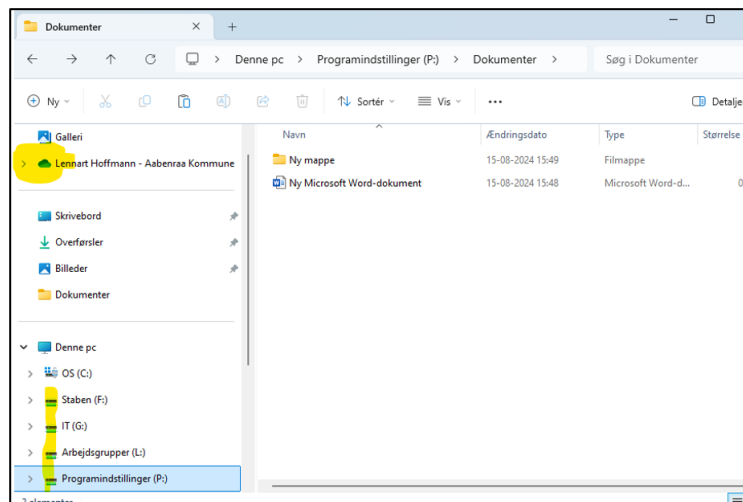 Dokumenter
Denne pc > Programindstillinger (P:) > Dokumenter >
Søg i Dokumenter
Ny
Sortér
Vis
Detaljer
Galleri
Lennart Hoffmann - Aabenraa Kommune
Skrivebord
Overførsler
Billeder
Dokumenter
Denne pc
OS (C:)
Staben (F:)
IT (G:)
Arbejdsgrupper (L:)
Programindstillinger (P:)
Navn Ændringsdato Type Størrelse
Ny mappe 15-08-2024 15:49 Filmappe
Ny Microsoft Word-dokument 15-08-2024 15:48 Microsoft Word-d... 0